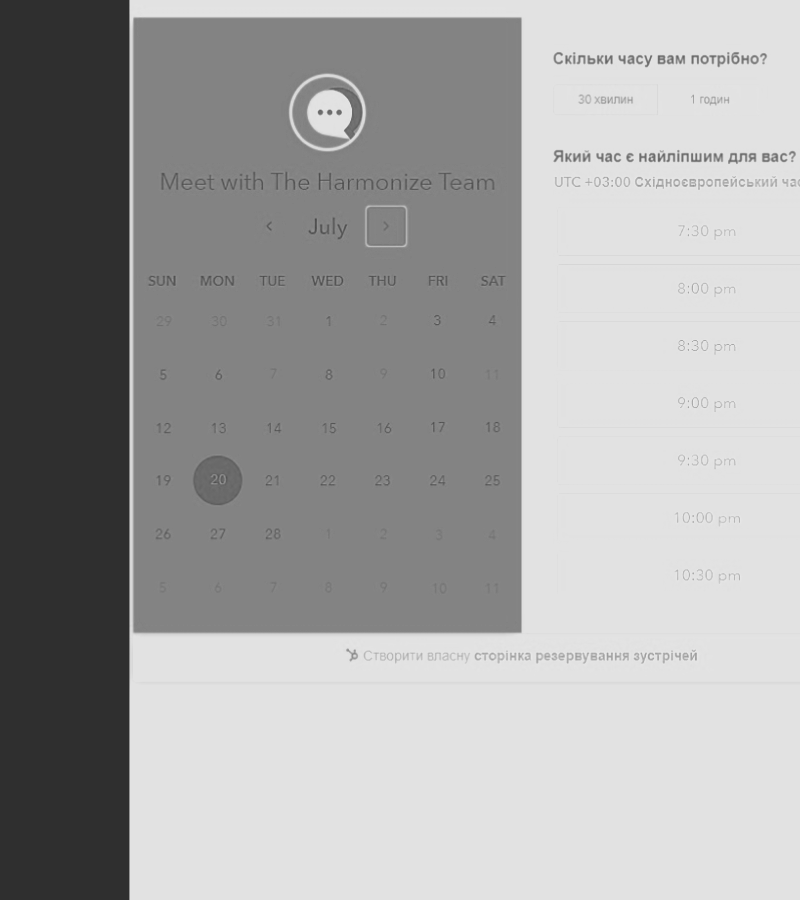 Meet with The Harmonize Team
July
SUN MON TUE WED THU FRI SAT
29 30 31 1 2 3 4
5 6 7 8 9 10 11
12 13 14 15 16 17 18
19 20 21 22 23 24 25
26 27 28 1 2 3 4
5 6 7 8 9 10 11
Скільки часу вам потрібно?
30 хвилин
1 годин
Який час є найліпшим для вас?
UTC +03:00 Східноєвропейський
7:30 pm
8:00 pm
8:30 pm
9:00 pm
9:30 pm
10:00 pm
10:30 pm
Створити власну сторінка резервування зустрічей